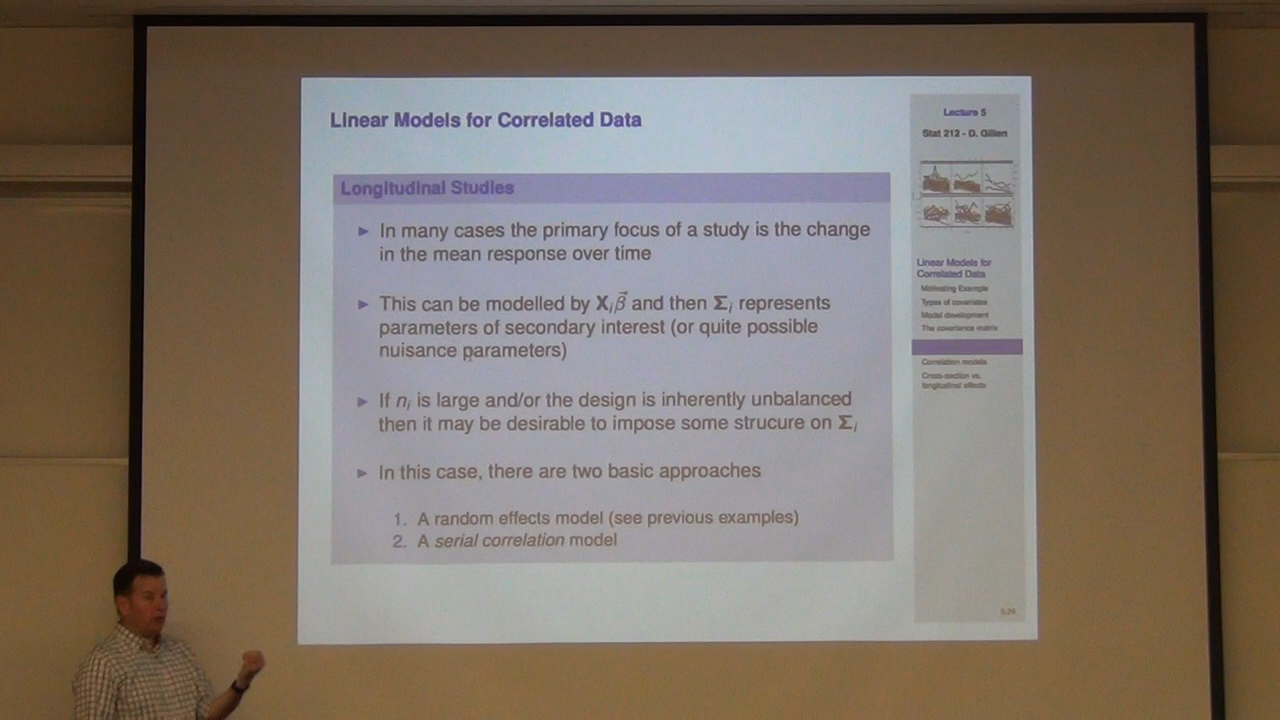 Linear Models for Correlated Data
Longitudinal Studies
► In many cases the primary focus of a study is the change
in the mean response over time
► This can be modelled by X_iβ⃗ and then Σ_i represents
parameters of secondary interest (or quite possible
nuisance parameters)
► If n_i is large and/or the design is inherently unbalanced
then it may be desirable to impose some strucure on Σ_i
► In this case, there are two basic approaches
1. A random effects model (see previous examples)
2. A serial correlation model
Lecture 5
Stat 212 - D. Gillen
Linear Models for
Correlated Data
Motivating Example
Types of covariates
Model development
The covariance matrix
Correlation models
Cross-section vs.
longitudinal effects
5.24